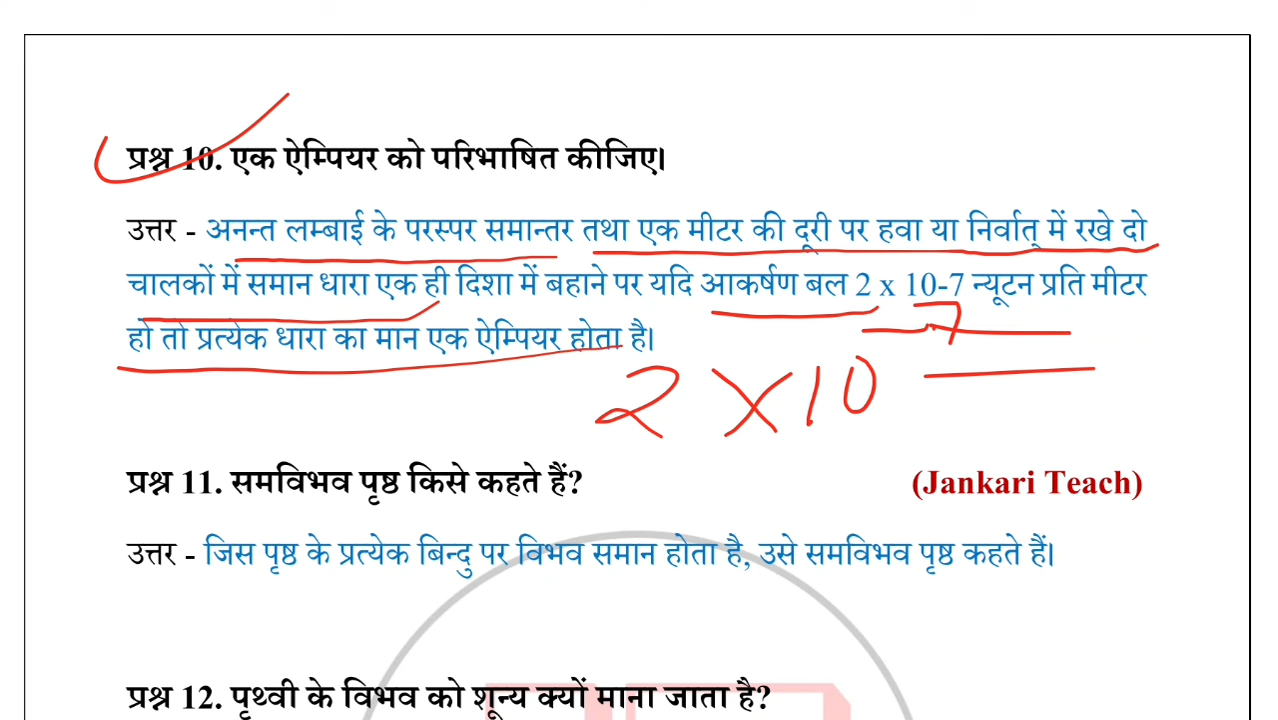 प्रश्न 10. एक ऐम्पियर को परिभाषित कीजिए।
उत्तर - अनन्त लम्बाई के परस्पर समान्तर तथा एक मीटर की दूरी पर हवा या निर्वात् में रखे दो
चालकों में समान धारा एक ही दिशा में बहाने पर यदि आकर्षण बल 2 x 10-7 न्यूटन प्रति मीटर
हो तो प्रत्येक धारा का मान एक ऐम्पियर होता है।
2 × 10 -7
प्रश्न 11. समविभव पृष्ठ किसे कहते हैं? (Jankari Teach)
उत्तर - जिस पृष्ठ के प्रत्येक बिन्दु पर विभव समान होता है, उसे समविभव पृष्ठ कहते हैं।
प्रश्न 12. पृथ्वी के विभव को शून्य क्यों माना जाता है?